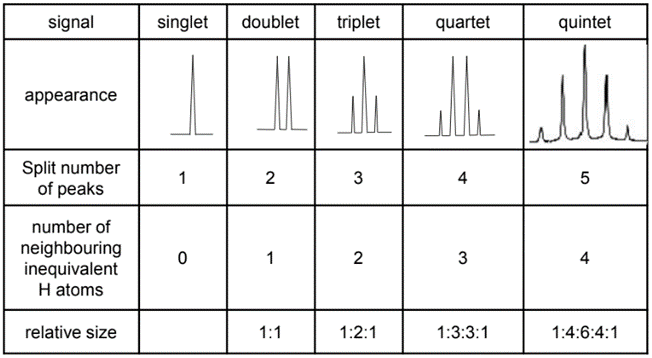 signal singlet doublet triplet quartet quintet
appearance
Split number
of peaks 1 2 3 4 5
number of
neighbouring
inequivalent
H atoms 0 1 2 3 4
relative size 1:1 1:2:1 1:3:3:1 1:4:6:4:1